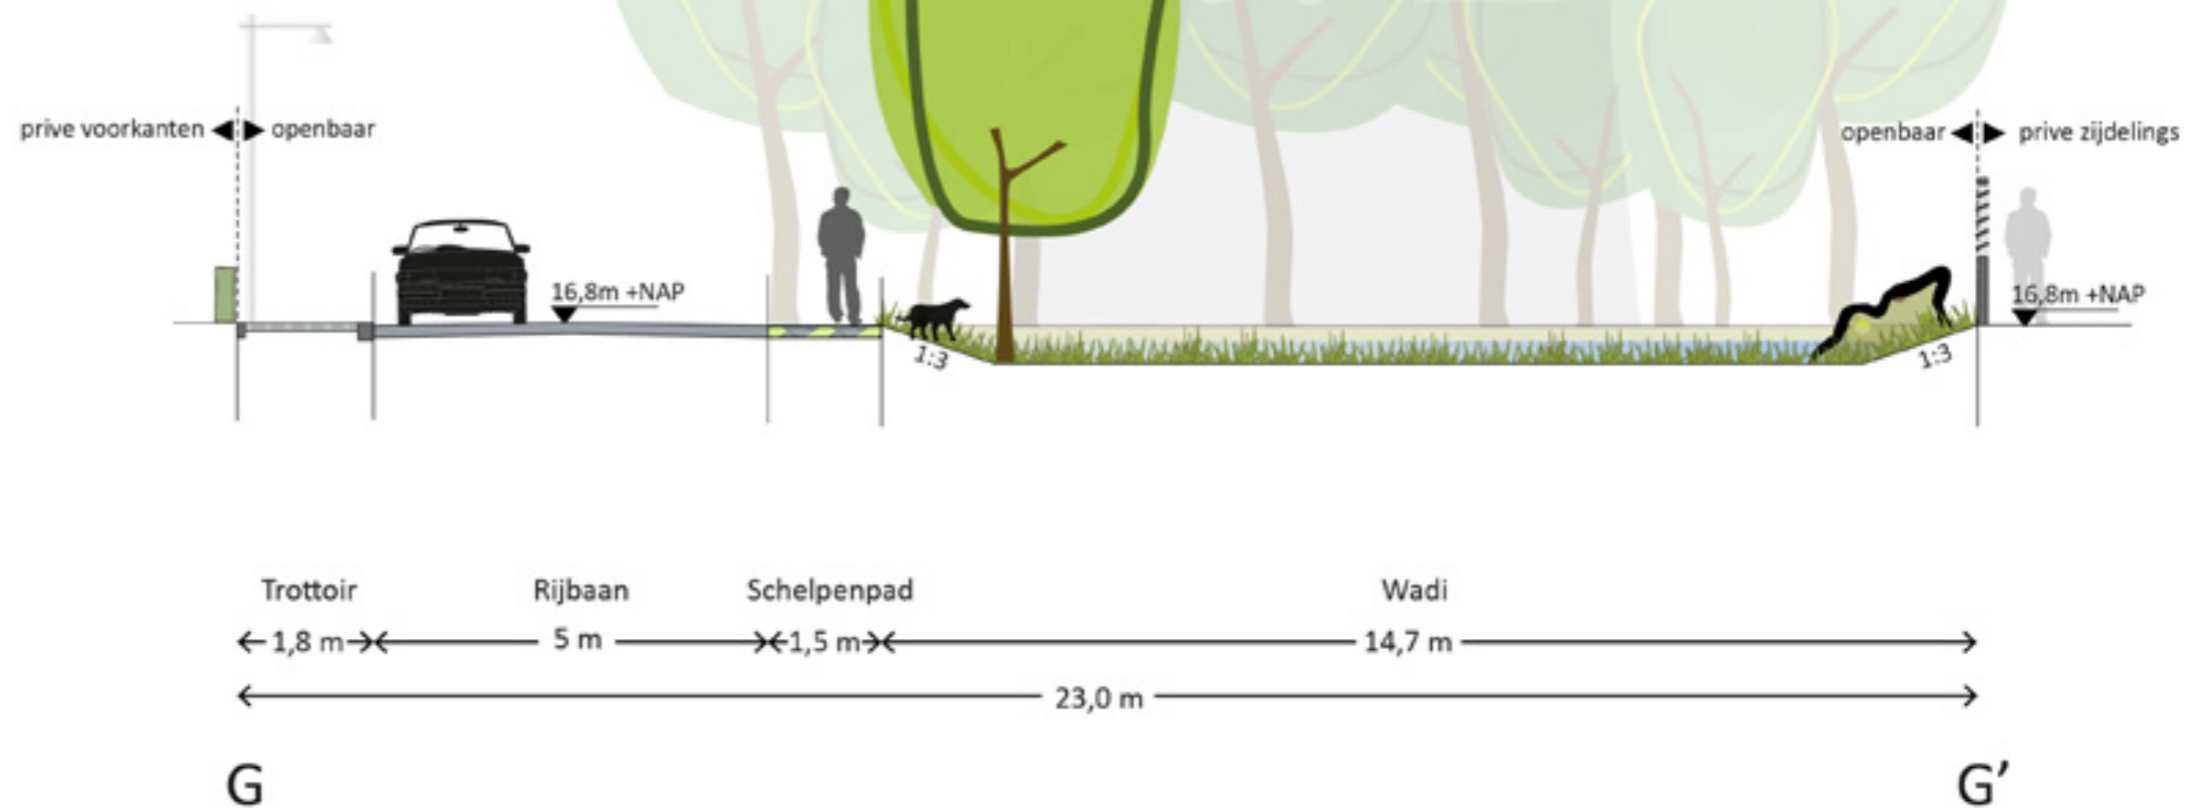 prive voorkanten openbaar
openbaar prive zijdelings
16,8m +NAP
16,8m +NAP
1:3
1:3
Trottoir Rijbaan Schelpenpad Wadi
1,8 m 5 m 1,5 m 14,7 m
23,0 m
G G’